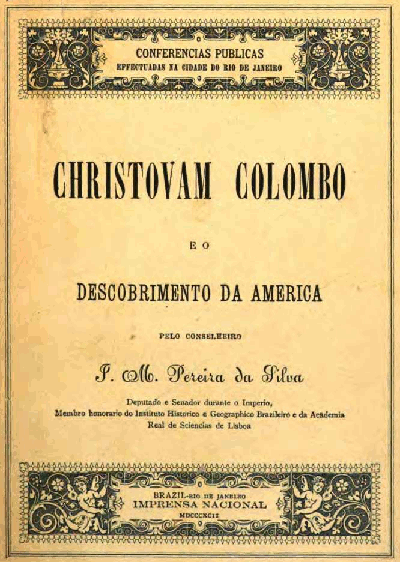 CONFERENCIAS PUBLICAS
EFFECTUADAS NA CIDADE DO RIO DE JANEIRO
CHRISTOVAM COLOMBO
E O
DESCOBRIMENTO DA AMERICA
PELO CONSELHEIRO
J. M. Pereira da Silva
Deputado e Senador durante o Imperio,
Membro honorario do Instituto Historico e Geographico Brazileiro e da Academia
Real de Sciencias de Lisboa
BRAZIL-RIO DE JANEIRO
IMPRENSA NACIONAL
MDCCCXCII